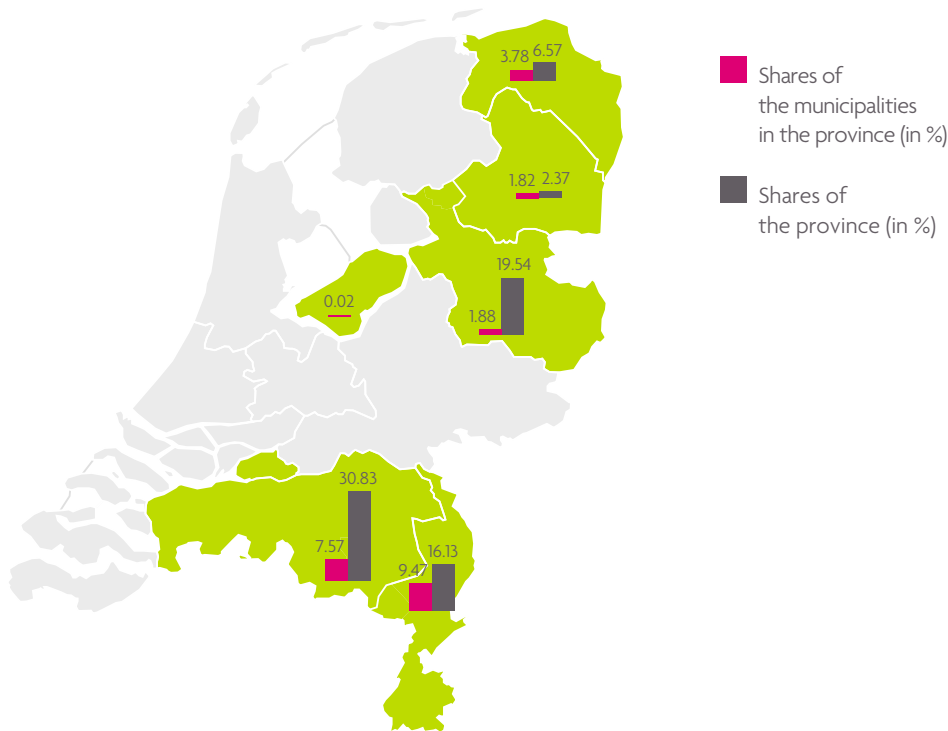 3.78 6.57
Shares of
the municipalities
in the province (in %)
1.82 2.37
Shares of
the province (in %)
19.54
0.02
1.88
30.83
7.57
16.13
9.47